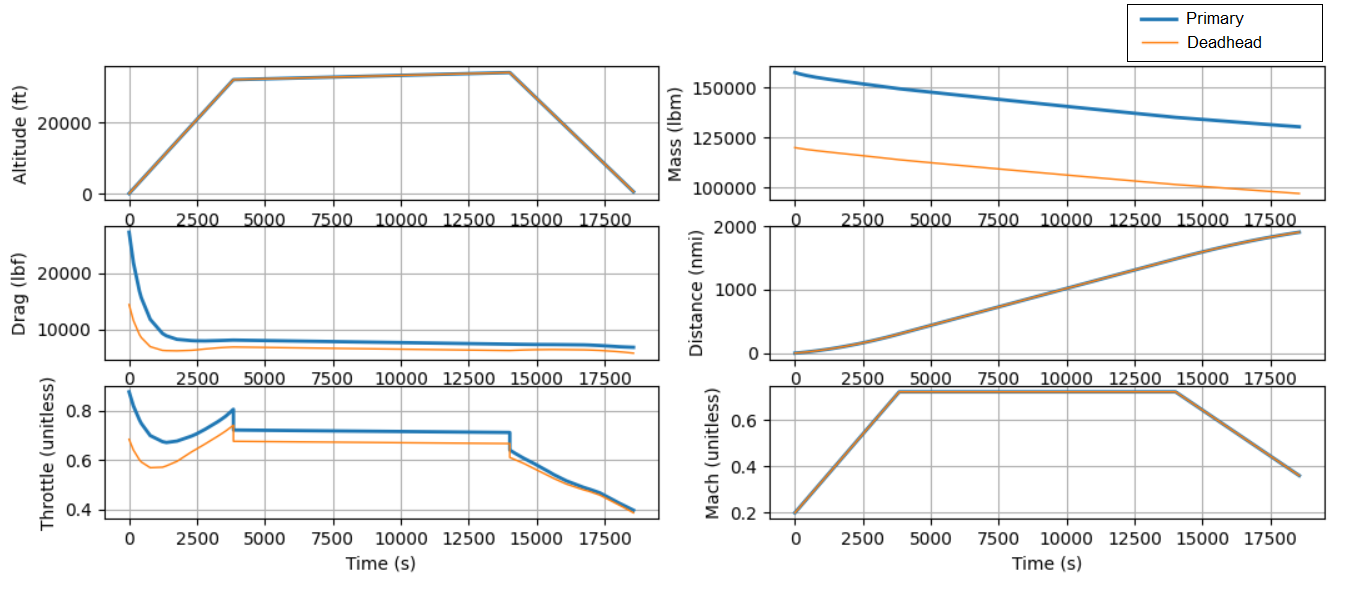 Primary
Deadhead
Altitude (ft)
20000
0
0 2500 5000 7500 10000 12500 15000 17500
Mass (lbm)
150000
125000
100000
0 2500 5000 7500 10000 12500 15000 17500
Drag (lbf)
20000
10000
0 2500 5000 7500 10000 12500 15000 17500
Distance (nmi)
2000
1000
0
0 2500 5000 7500 10000 12500 15000 17500
Throttle (unitless)
0.8
0.6
0.4
0 2500 5000 7500 10000 12500 15000 17500
Time (s)
Mach (unitless)
0.6
0.4
0.2
0 2500 5000 7500 10000 12500 15000 17500
Time (s)